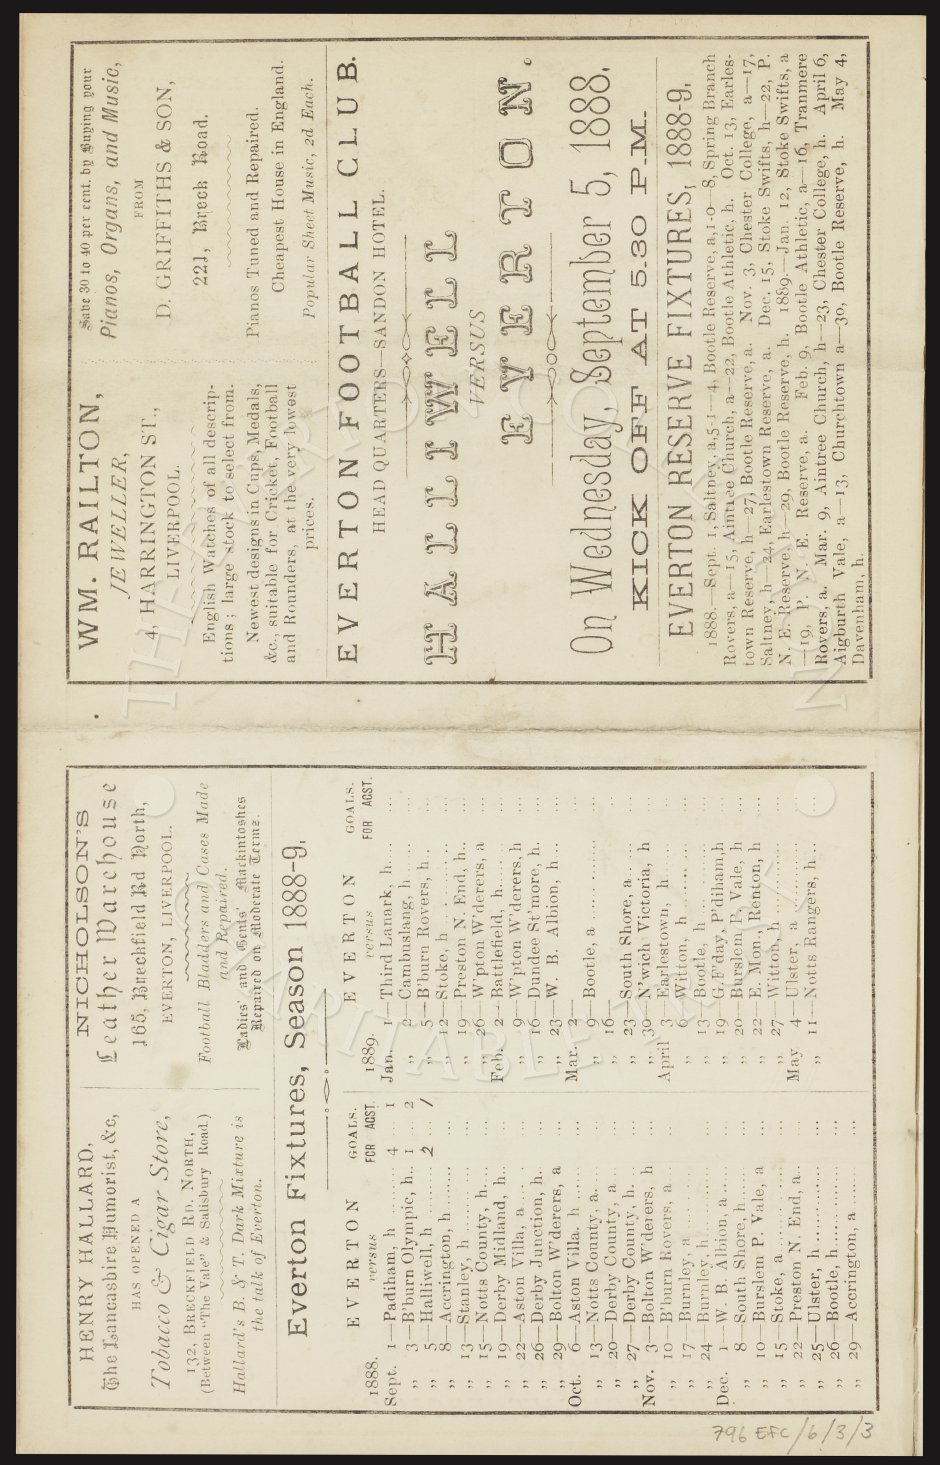 WM. RAILTON,
JEWELLER,
4, HARRINGTON ST.,
LIVERPOOL.
English Watches of all descrip-
tions; large stock to select from.
Newest designs in Cups, Medals,
&c., suitable for Cricket, Football
and Rounders, at the very lowest
prices.
Save 30 to 40 per cent. by Buying your
Pianos, Organs, and Music,
FROM
D. GRIFFITHS & SON,
221, Breck Road.
Pianos Tuned and Repaired.
Cheapest House in England.
Popular Sheet Music, 2d Each.
EVERTON FOOTBALL CLUB.
HEAD QUARTERS—SANDON HOTEL.
HALLIWELL
VERSUS
EVERTON.
On Wednesday, September 5, 1888.
KICK OFF AT 5.30 P.M.
EVERTON RESERVE FIXTURES, 1888-9.
1888.—Sept. 1, Saltney, a, 5-1—4, Bootle Reserve, a, 1-0—8, Spring Branch
Rovers, a—15, Aintree Church, a—22, Bootle Athletic, h. Oct. 13, Earles-
town Reserve, h—27, Bootle Reserve, a. Nov. 3, Chester College, a—17,
Saltney, h—24, Earlestown Reserve, a. Dec. 15, Stoke Swifts, h—22, P.
N. E. Reserve, h—29, Bootle Reserve, h. 1889.—Jan. 12, Stoke Swifts, a
—19, P. N. E. Reserve, a. Feb. 9, Bootle Athletic, a—16, Tranmere
Rovers, a. Mar. 9, Aintree Church, h—23, Chester College, h. April 6,
Aigburth Vale, a—13, Churchtown a—30, Bootle Reserve, h. May 4,
Davenham, h.
HENRY HALLARD,
The Lancashire Humorist, &c,
HAS OPENED A
Tobacco & Cigar Store,
132, BRECKFIELD RD. NORTH,
(Between "The Vale" & Salisbury Road.)
Hallard's B. & T. Dark Mixture is
the talk of Everton.
NICHOLSON'S
Leather Warehouse
165, Breckfield Rd North,
EVERTON, LIVERPOOL.
Football Bladders and Cases Made
and Repaired.
Ladies' and Gents' Mackintoshes
Repaired on Moderate Terms.
Everton Fixtures, Season 1888-9.
EVERTON GOALS.
1888. versus FOR AGST.
Sept. 1—Padiham, h ......... 4 ... 1
,, 3—B'burn Olympic, h.. 1 ... 2
,, 5—Halliwell, h ......... 2 ... 1
,, 8—Accrington, h......... ...
,, 13—Stanley, h ......... ...
,, 15—Notts County, h... ...
,, 19—Derby Midland, h.. ...
,, 22—Aston Villa, a ... ...
,, 26—Derby Junction, h.. ...
,, 29—Bolton W'derers, a ...
Oct. 6—Aston Villa. h ...... ...
,, 13—Notts County, a... ...
,, 20—Derby County, a... ...
,, 27—Derby County, h.. ...
Nov. 3—Bolton W'derers, h ...
,, 10—B'burn Rovers, a ... ...
,, 17—Burnley, a ......... ...
,, 24—Burnley, h......... ...
Dec. 1—W. B. Albion, a ... ...
,, 8—South Shore, h...... ...
,, 10—Burslem P. Vale, a ...
,, 15—Stoke, a ............ ...
,, 22—Preston N. End, a... ...
,, 25—Ulster, h ............ ...
,, 26—Bootle, h............ ...
,, 29—Accrington, a ...... ...
EVERTON GOALS.
1889. versus FOR AGST.
Jan. 1—Third Lanark, h... ...
,, 2—Cambuslang, h ... ...
,, 5—B'burn Rovers, h .. ...
,, 12—Stoke, h ............ ...
,, 19—Preston N. End, h.. ...
,, 26—W'pton W'derers, a ...
Feb. 2—Battlefield, h...... ...
,, 9—W'pton W'derers, h ...
,, 16—Dundee St'more, h. ...
,, 23—W. B. Albion, h ... ...
Mar. 2—
,, 9—Bootle, a ............ ...
,, 16—
,, 23—South Shore, a...... ...
,, 30—N'wich Victoria, h ...
April 3—Earlestown, h ... ...
,, 6—Witton, h ......... ...
,, 13—Bootle, h ......... ...
,, 19—G.F'day, P'diham, h ...
,, 20—Burslem P. Vale, h ...
,, 22—E. Mon., Renton, h ...
,, 27—Witton, h ......... ...
May 4—Ulster, a ............ ...
,, 11—Notts Rangers, h... ...
796 EFC/6/3/3
THE EVERTON COLLECTION
CHARITABLE TRUST